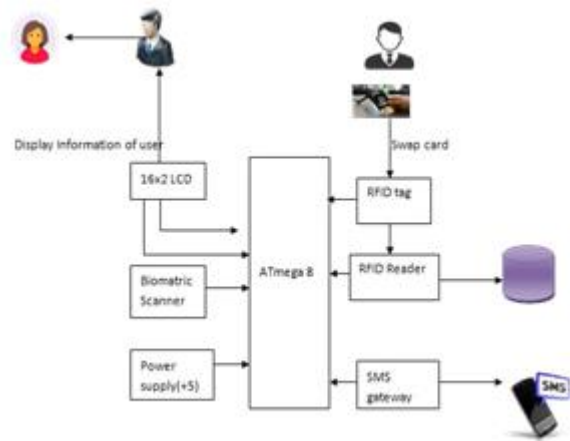 Display Information of user
Swap card
16x2 LCD
RFID tag
ATmega 8
RFID Reader
Biomatric
Scanner
Power
supply(+5)
SMS
gateway
SMS